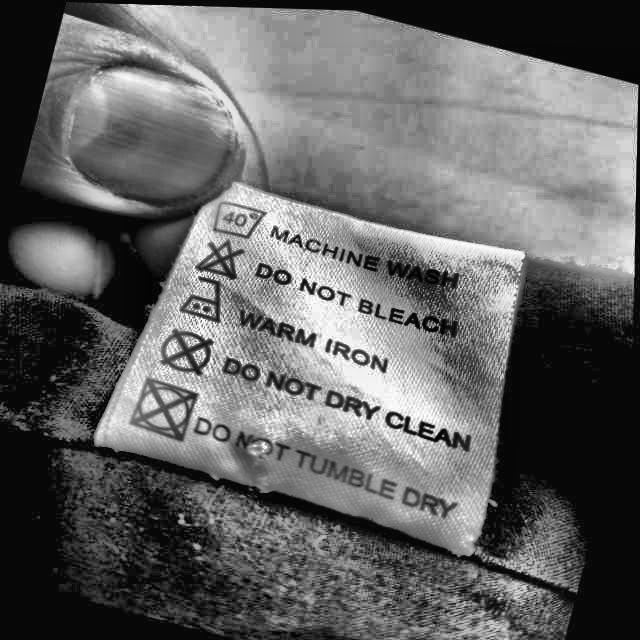 40° MACHINE WASH
DO NOT BLEACH
WARM IRON
DO NOT DRY CLEAN
DO NOT TUMBLE DRY